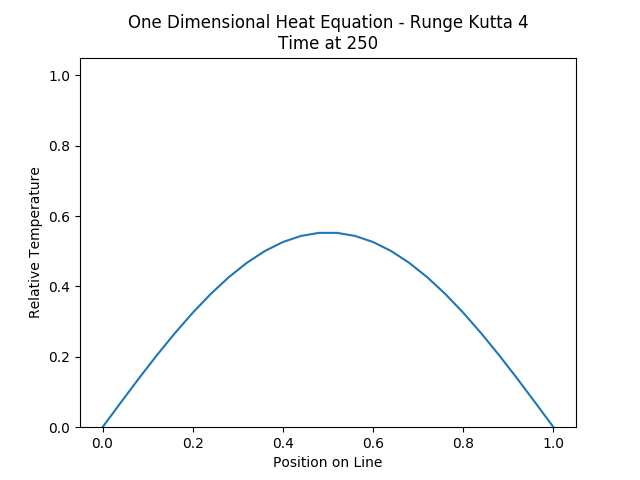 One Dimensional Heat Equation - Runge Kutta 4
Time at 250
1.0
0.8
0.6
0.4
0.2
0.0
Relative Temperature
0.0 0.2 0.4 0.6 0.8 1.0
Position on Line